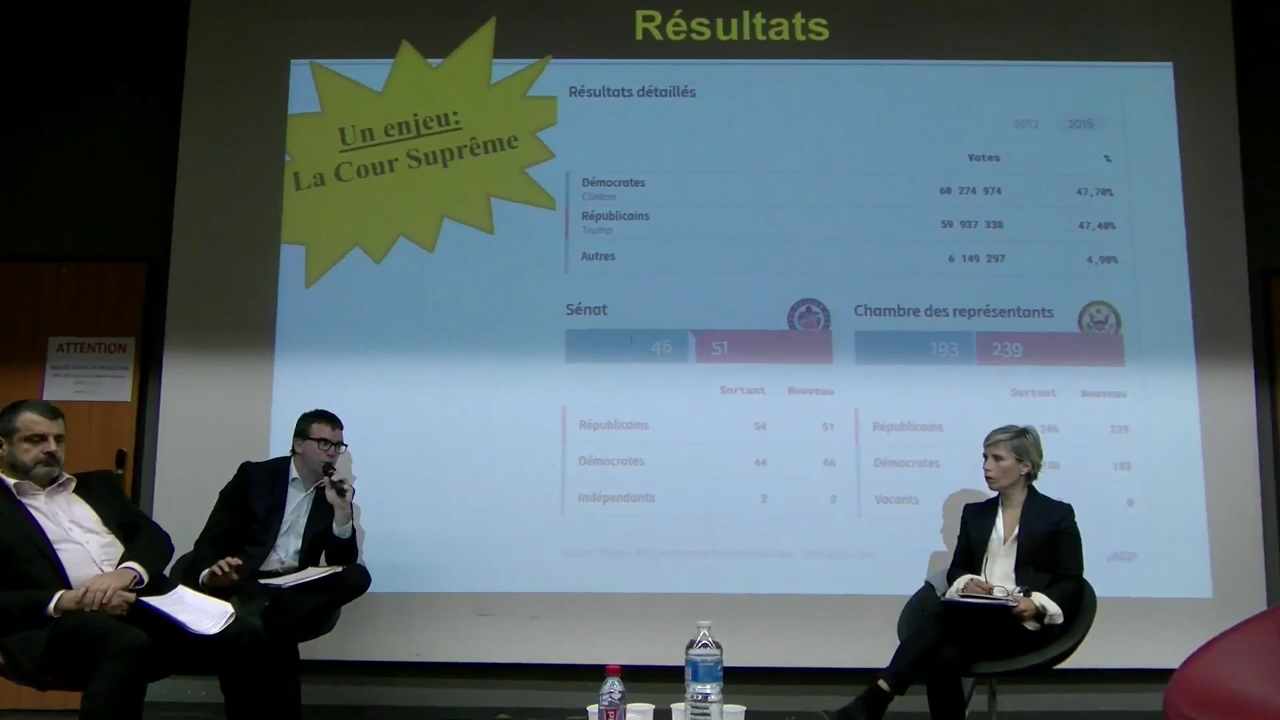 Résultats
Un enjeu:
La Cour Suprême
Résultats détaillés
2012 2016
Votes %
Démocrates 60 274 974 47,70%
Clinton
Républicains 59 937 338 47,40%
Trump
Autres 6 149 297 4,90%
Sénat
46 51
Sortant Nouveau
Républicains 54 51
Démocrates 44 46
Indépendants 2 2
Chambre des représentants
193 239
Sortant Nouveau
Républicains 246 239
Démocrates 193
Vacants 0
ATTENTION